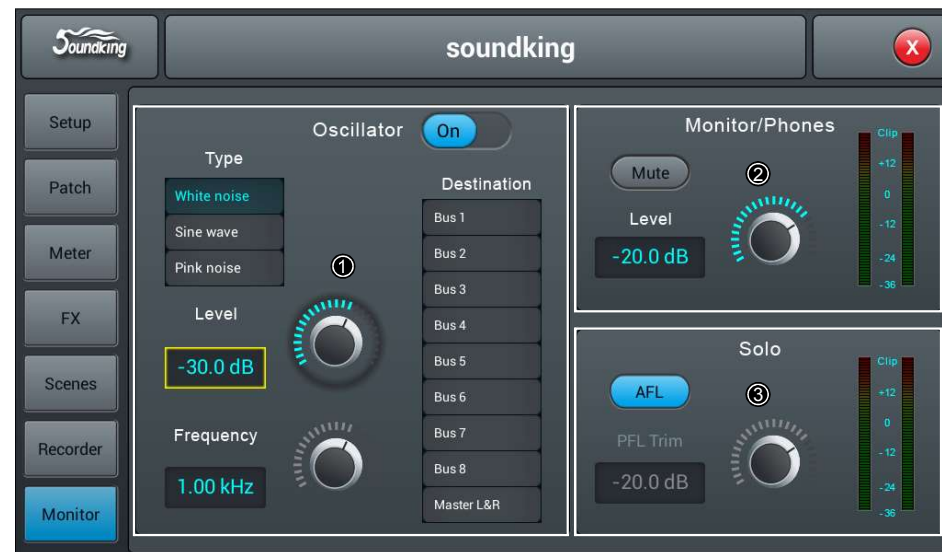 Soundking
soundking
X
Setup
Patch
Meter
FX
Scenes
Recorder
Monitor
Oscillator
On
Type
White noise
Sine wave
Pink noise
①
Level
-30.0 dB
Frequency
1.00 kHz
Destination
Bus 1
Bus 2
Bus 3
Bus 4
Bus 5
Bus 6
Bus 7
Bus 8
Master L&R
Monitor/Phones
Mute
②
Level
-20.0 dB
Clip
+12
0
-12
-24
-36
Solo
AFL
③
PFL Trim
-20.0 dB
Clip
+12
0
-12
-24
-36